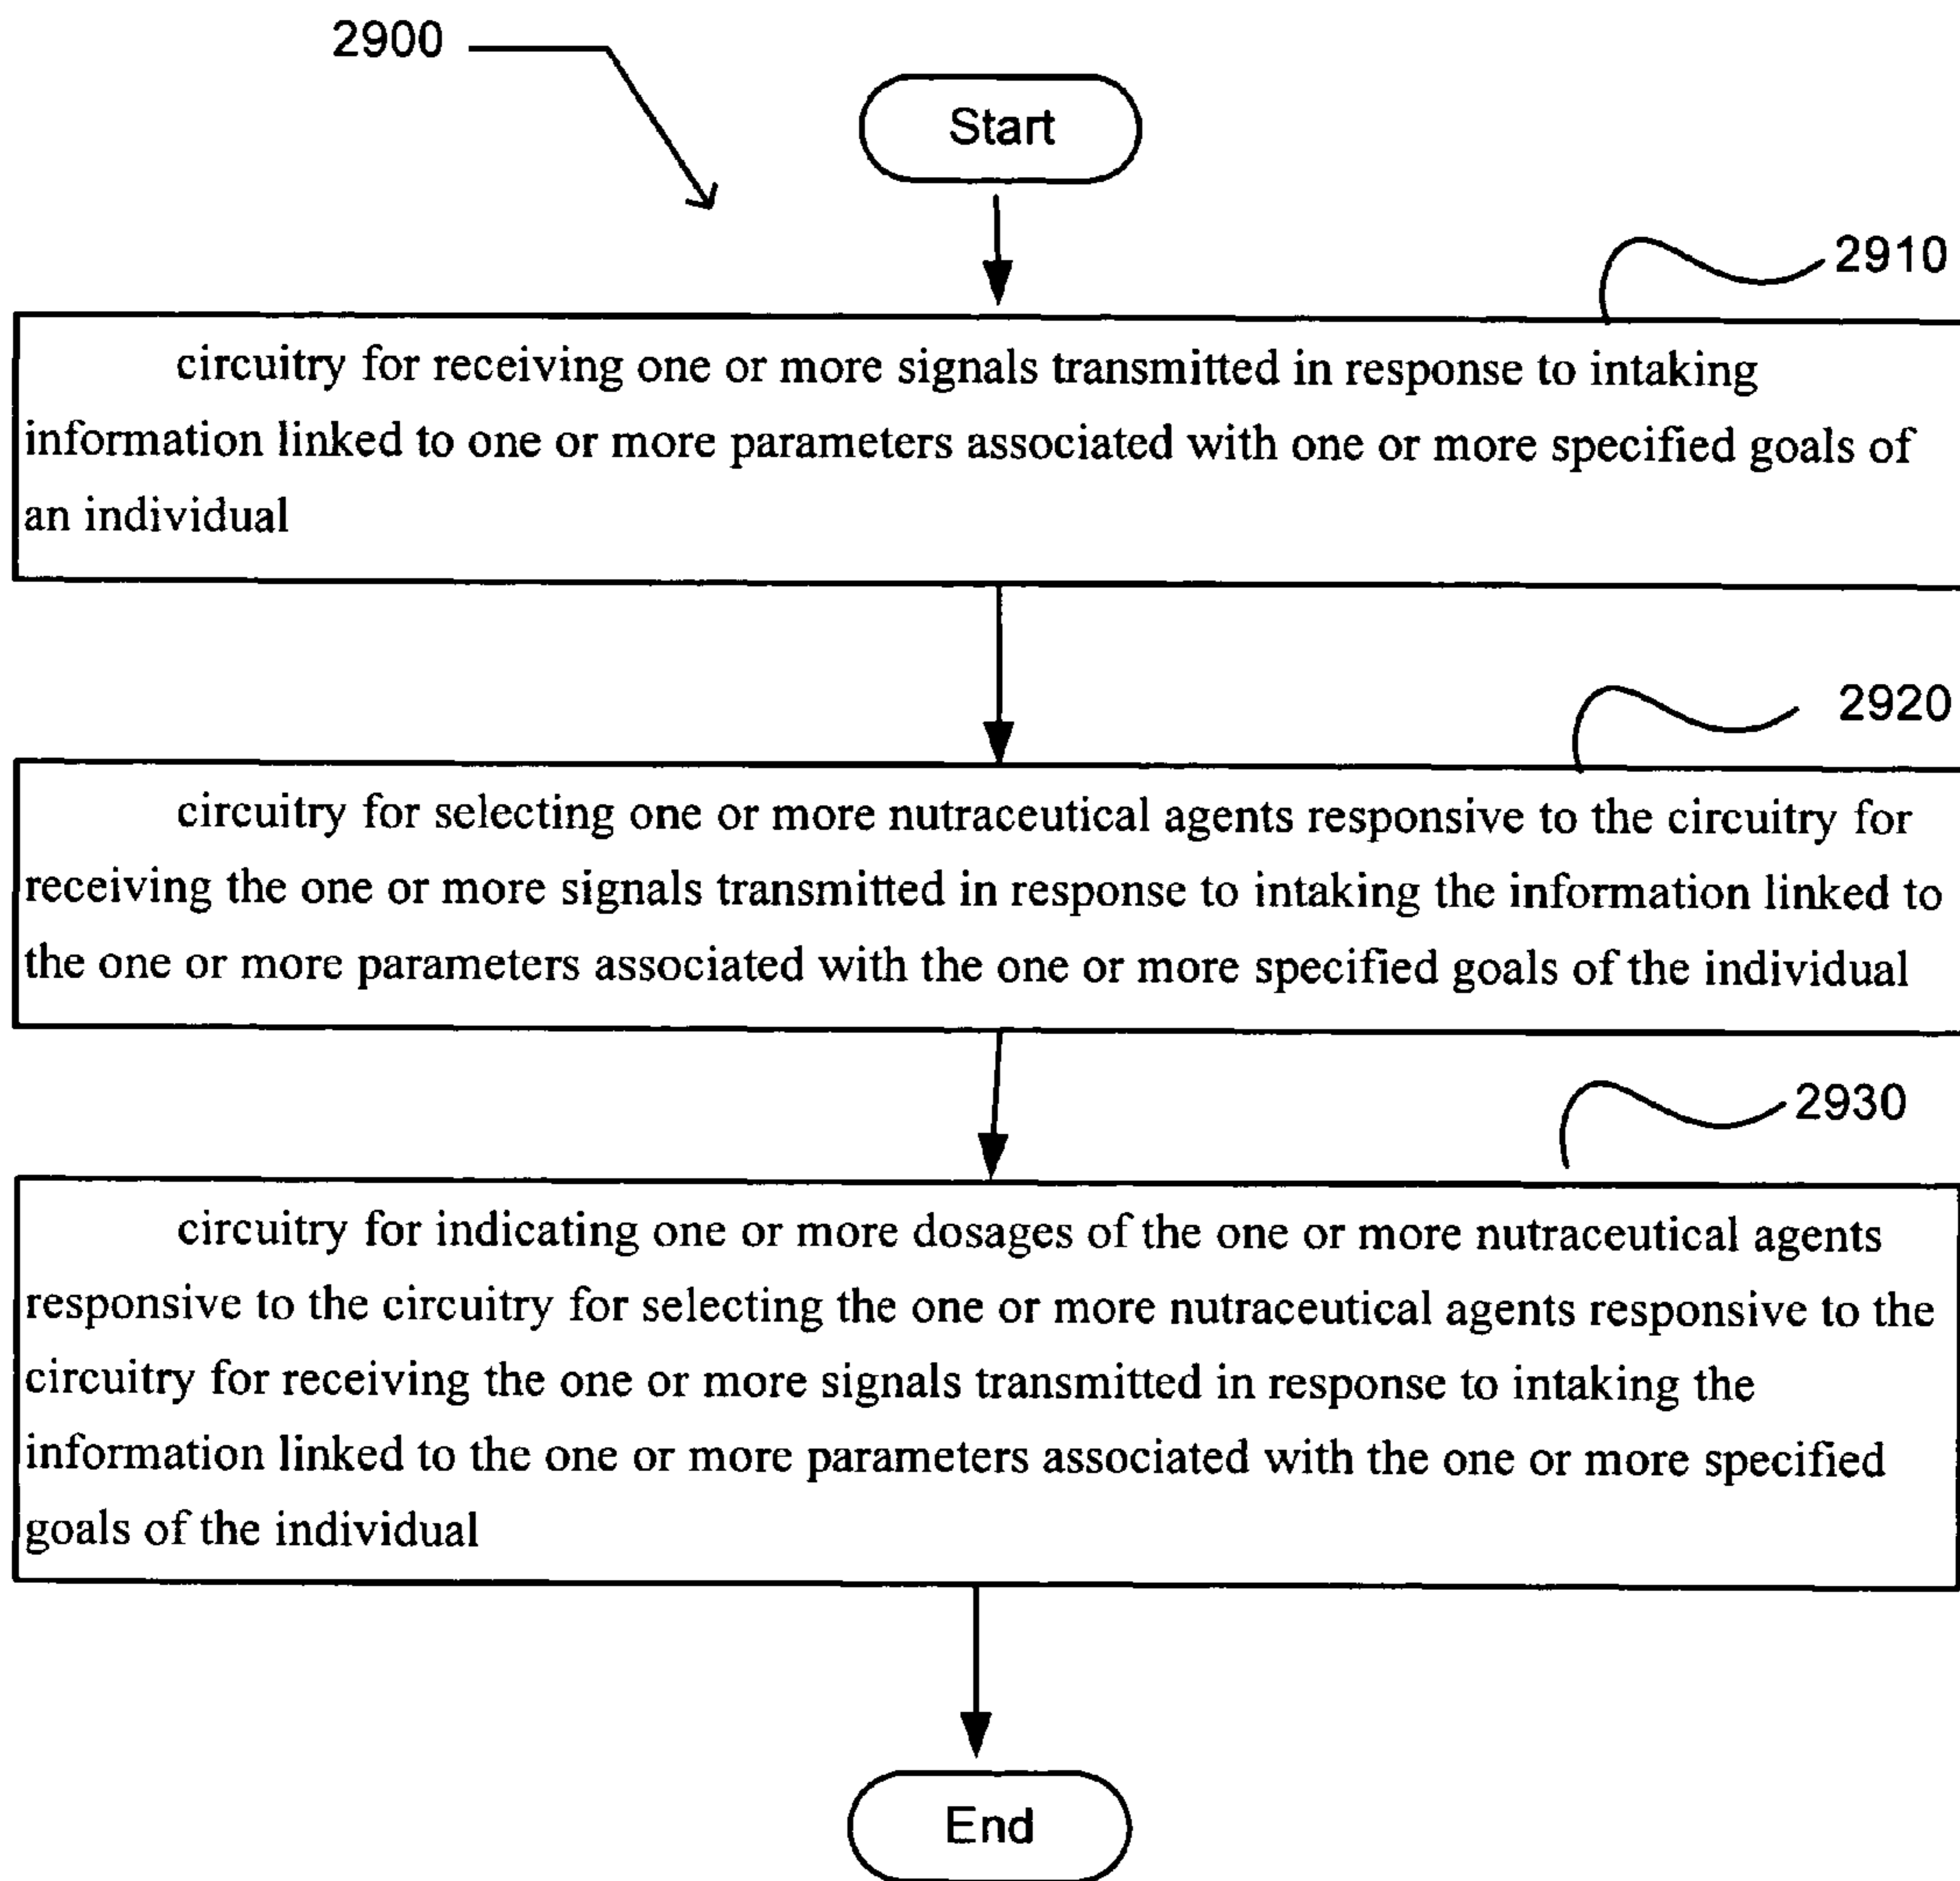 2900
Start
2910
circuitry for receiving one or more signals transmitted in response to intaking
information linked to one or more parameters associated with one or more specified goals of
an individual
2920
circuitry for selecting one or more nutraceutical agents responsive to the circuitry for
receiving the one or more signals transmitted in response to intaking the information linked to
the one or more parameters associated with the one or more specified goals of the individual
2930
circuitry for indicating one or more dosages of the one or more nutraceutical agents
responsive to the circuitry for selecting the one or more nutraceutical agents responsive to the
circuitry for receiving the one or more signals transmitted in response to intaking the
information linked to the one or more parameters associated with the one or more specified
goals of the individual
End